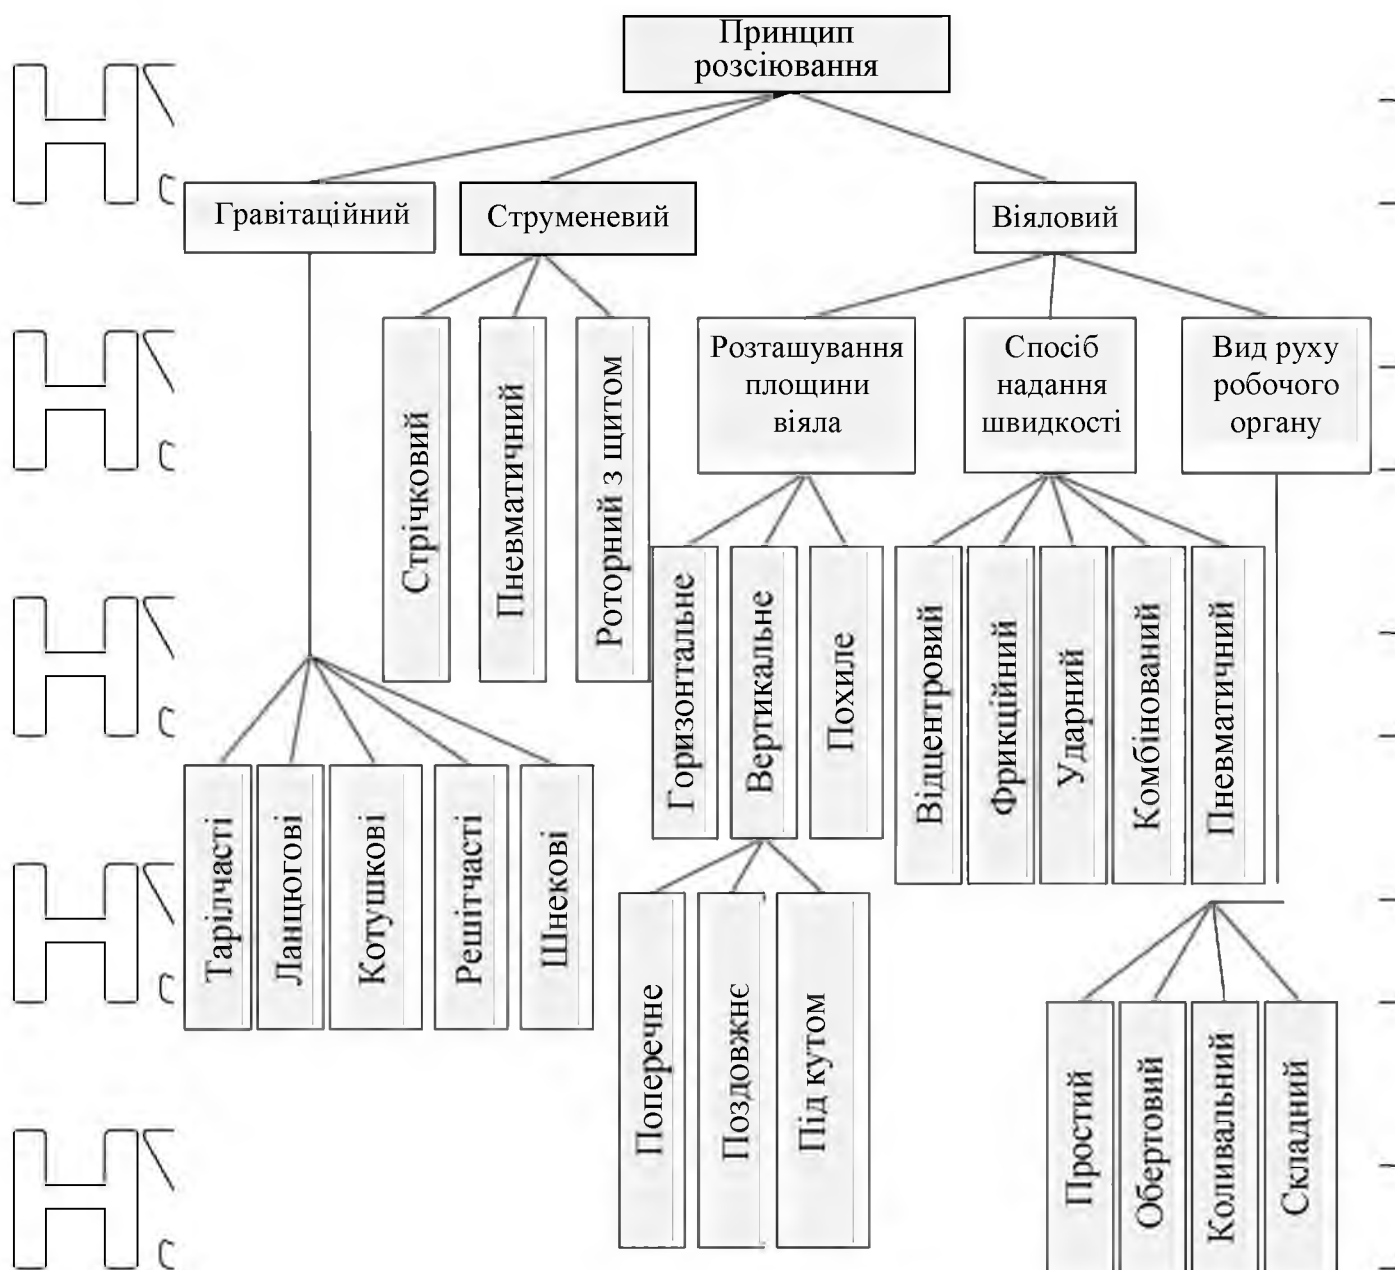 Принцип
розсіювання
Гравітаційний
Струменевий
Віяловий
Стрічковий
Пневматичний
Роторний з щитом
Розташування
площини
віяла
Спосіб
надання
швидкості
Вид руху
робочого
органу
Горизонтальне
Вертикальне
Похиле
Відцентровий
Фрикційний
Ударний
Комбінований
Пневматичний
Тарілчасті
Ланцюгові
Котушкові
Решітчасті
Шнекові
Поперечне
Поздовжнє
Під кутом
Простий
Обертовий
Коливальний
Складний